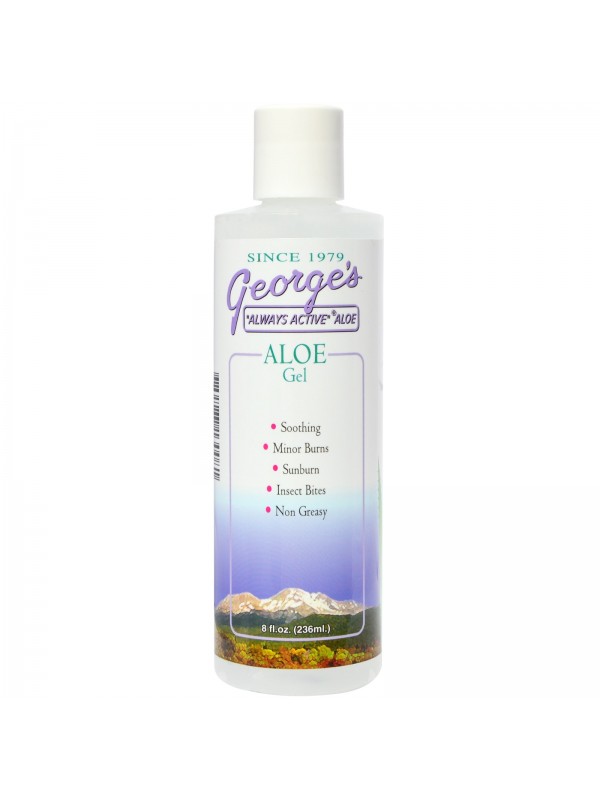 SINCE 1979
George's
"ALWAYS ACTIVE"® ALOE
ALOE
Gel
• Soothing
• Minor Burns
• Sunburn
• Insect Bites
• Non Greasy
8 fl.oz. (236ml.)